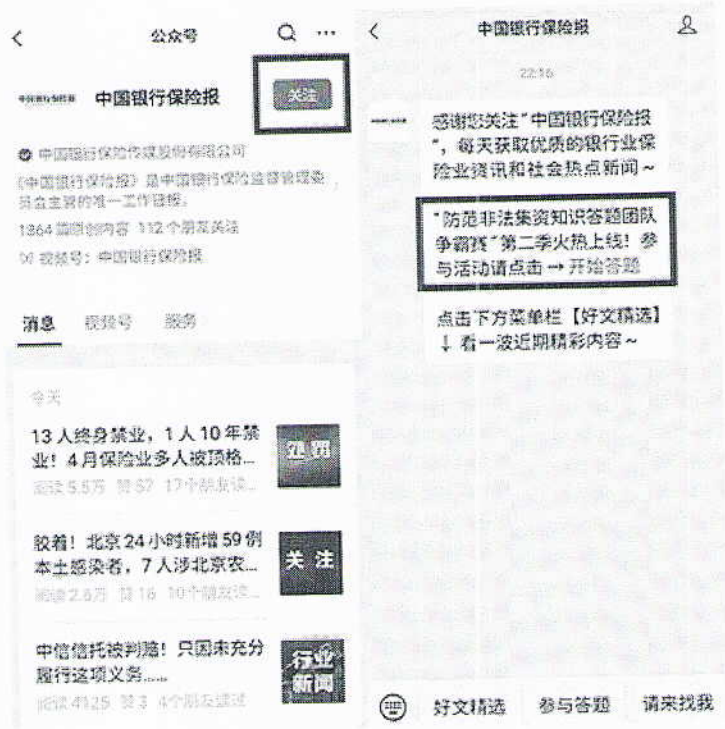 公众号
中国银行保险报
关注
中国银行保险传媒股份有限公司
《中国银行保险报》是中国银行保险监督管理委
员会主管的唯一工作日报。
1864篇原创内容 112个朋友关注
视频号：中国银行保险报
消息 视频号 服务
今天
13人终身禁业，1人10年禁
业！4月保险业多人被顶格...
阅读5.5万 赞57 17个朋友读...
处罚
胶着！北京24小时新增59例
本土感染者，7人涉北京农...
阅读2.6万 赞16 10个朋友读...
关注
中信信托被判赔！只因未充分
履行这项义务......
阅读4125 赞3 4个朋友读过
行业
新闻
中国银行保险报
22:16
感谢您关注“中国银行保险报
”，每天获取优质的银行业保
险业资讯和社会热点新闻~
“防范非法集资知识答题团队
争霸赛”第二季火热上线！参
与活动请点击→开始答题
点击下方菜单栏【好文精选】
↓看一波近期精彩内容~
好文精选 参与答题 请来找我